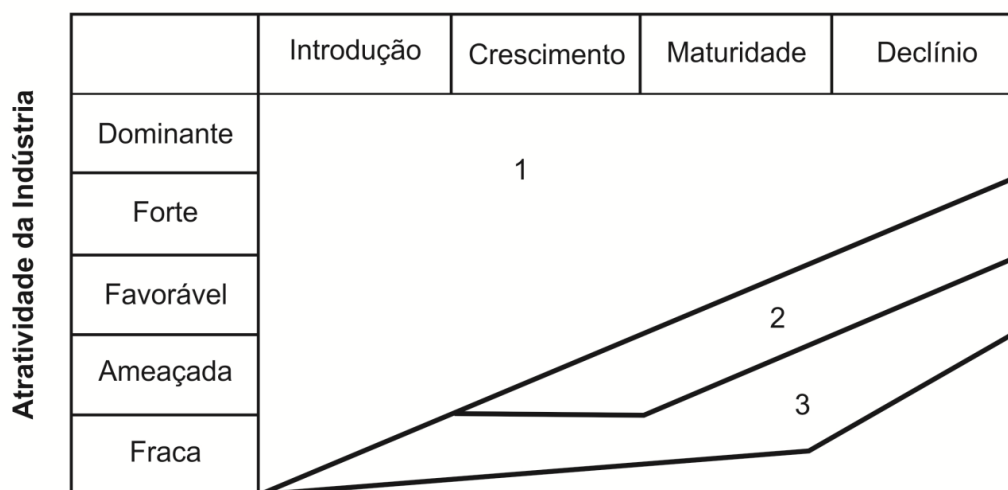 Introdução
Crescimento
Maturidade
Declínio
Atratividade da Indústria
Dominante
Forte
Favorável
Ameaçada
Fraca
1
2
3